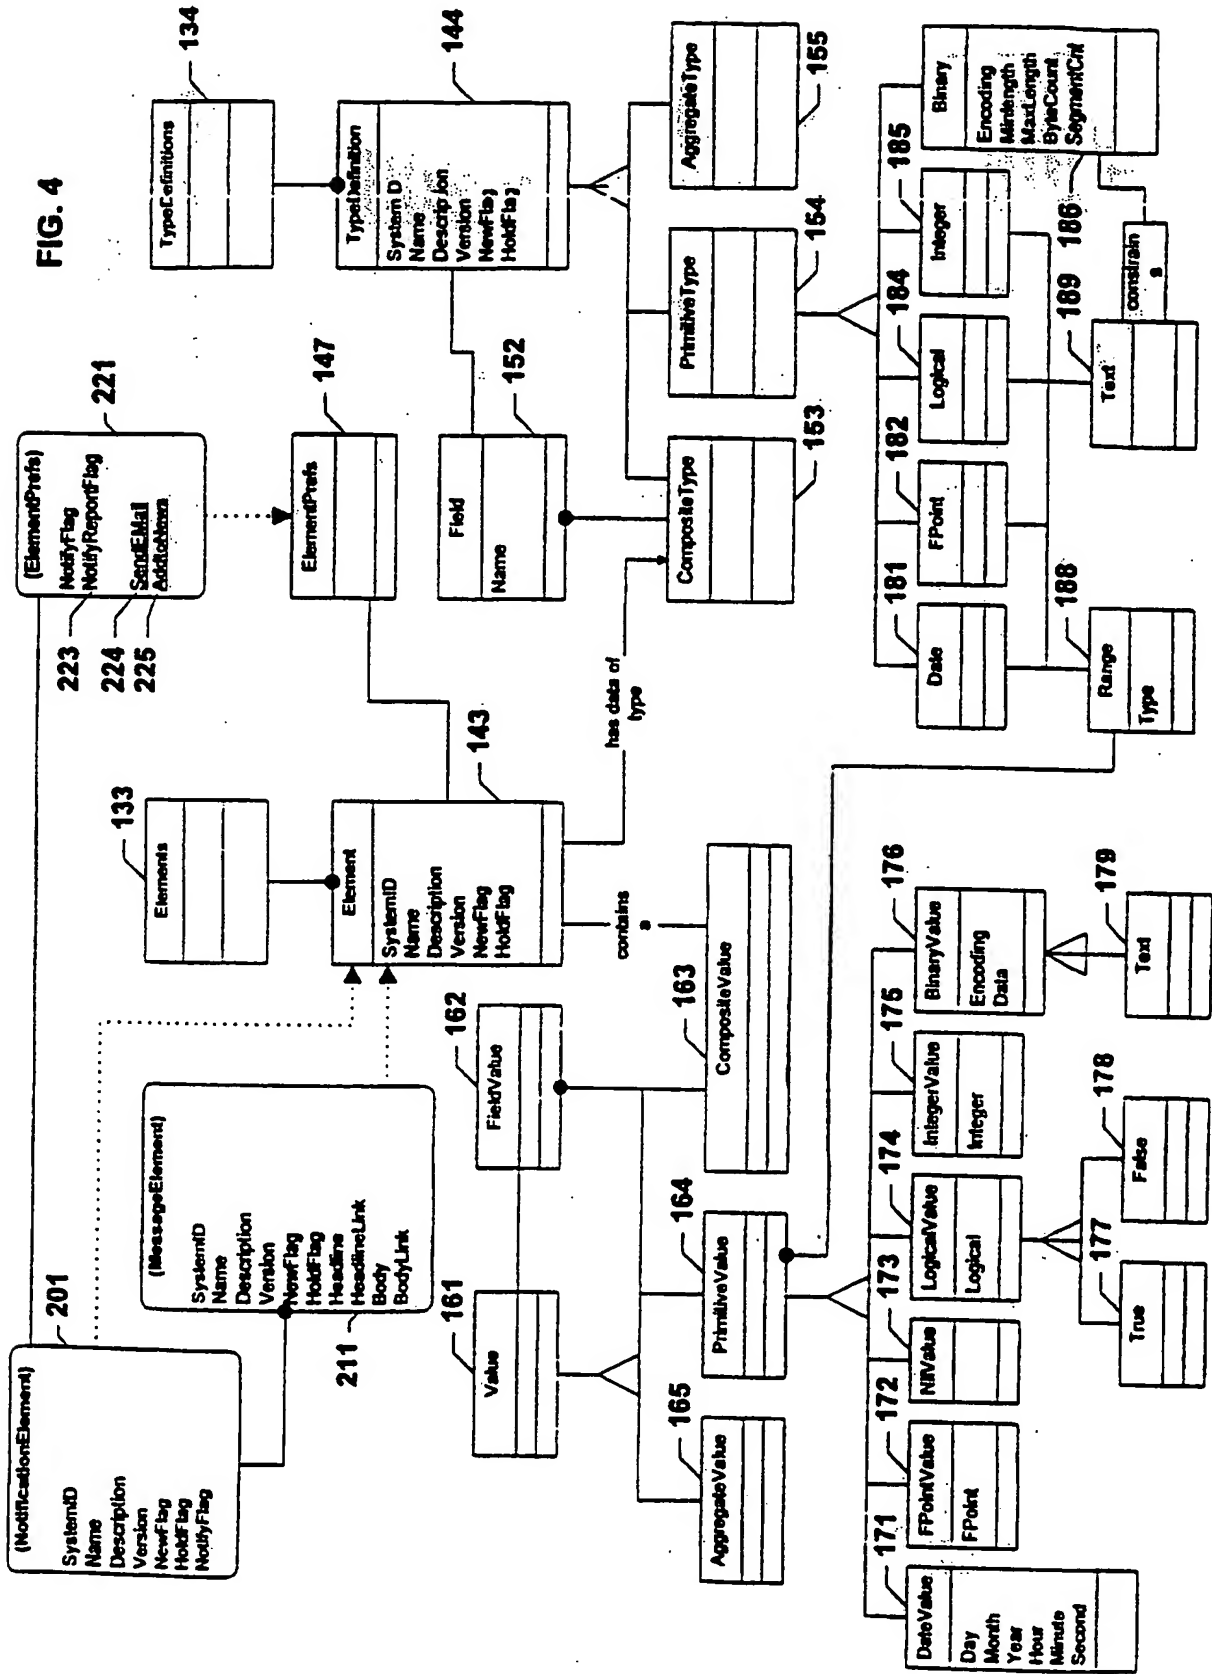 FIG. 4
(NotificationElement)
SystemID
Name
Description
Version
NewFlag
HoldFlag
NotifyFlag
201
(MessageElement)
SystemID
Name
Description
Version
NewFlag
HoldFlag
Headline
HeadlineLink
Body
BodyLink
211
Elements
133
Element
SystemID
Name
Description
Version
NewFlag
HoldFlag
143
(ElementPrefs)
NotifyFlag
NotifyReportFlag
SendEMail
AddtoNews
221
223
224
225
ElementPrefs
147
TypeDefinitions
134
TypeDefinition
System D
Name
Description
Version
NewFlag
HoldFlag
144
Field
Name
152
has data of
type
contains
a
Value
161
FieldValue
162
AggregateValue
165
PrimitiveValue
164
CompositeValue
163
CompositeType
153
PrimitiveType
154
AggregateType
155
DateValue
Day
Month
Year
Hour
Minute
Second
171
FPointValue
FPoint
172
NilValue
173
LogicalValue
Logical
174
IntegerValue
Integer
175
BinaryValue
Encoding
Data
176
True
177
False
178
Text
179
Date
181
FPoint
182
Logical
184
Integer
185
Binary
Encoding
Minlength
MaxLength
ByteCount
SegmentCnt
186
Range
Type
188
Text
189
constrain
s